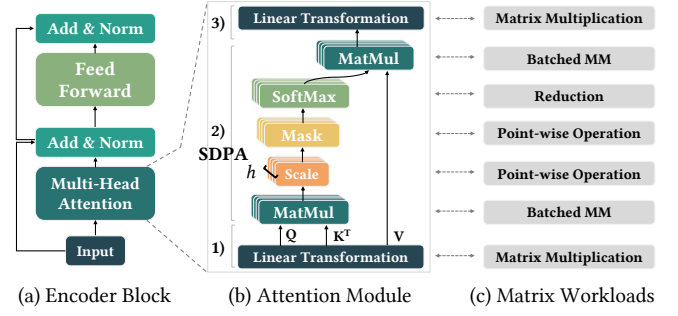 Add & Norm
Feed
Forward
Add & Norm
Multi-Head
Attention
Input
(a) Encoder Block
3)
Linear Transformation
MatMul
SoftMax
2)
Mask
SDPA
h
Scale
MatMul
Q
K^T
V
1)
Linear Transformation
(b) Attention Module
Matrix Multiplication
Batched MM
Reduction
Point-wise Operation
Point-wise Operation
Batched MM
Matrix Multiplication
(c) Matrix Workloads